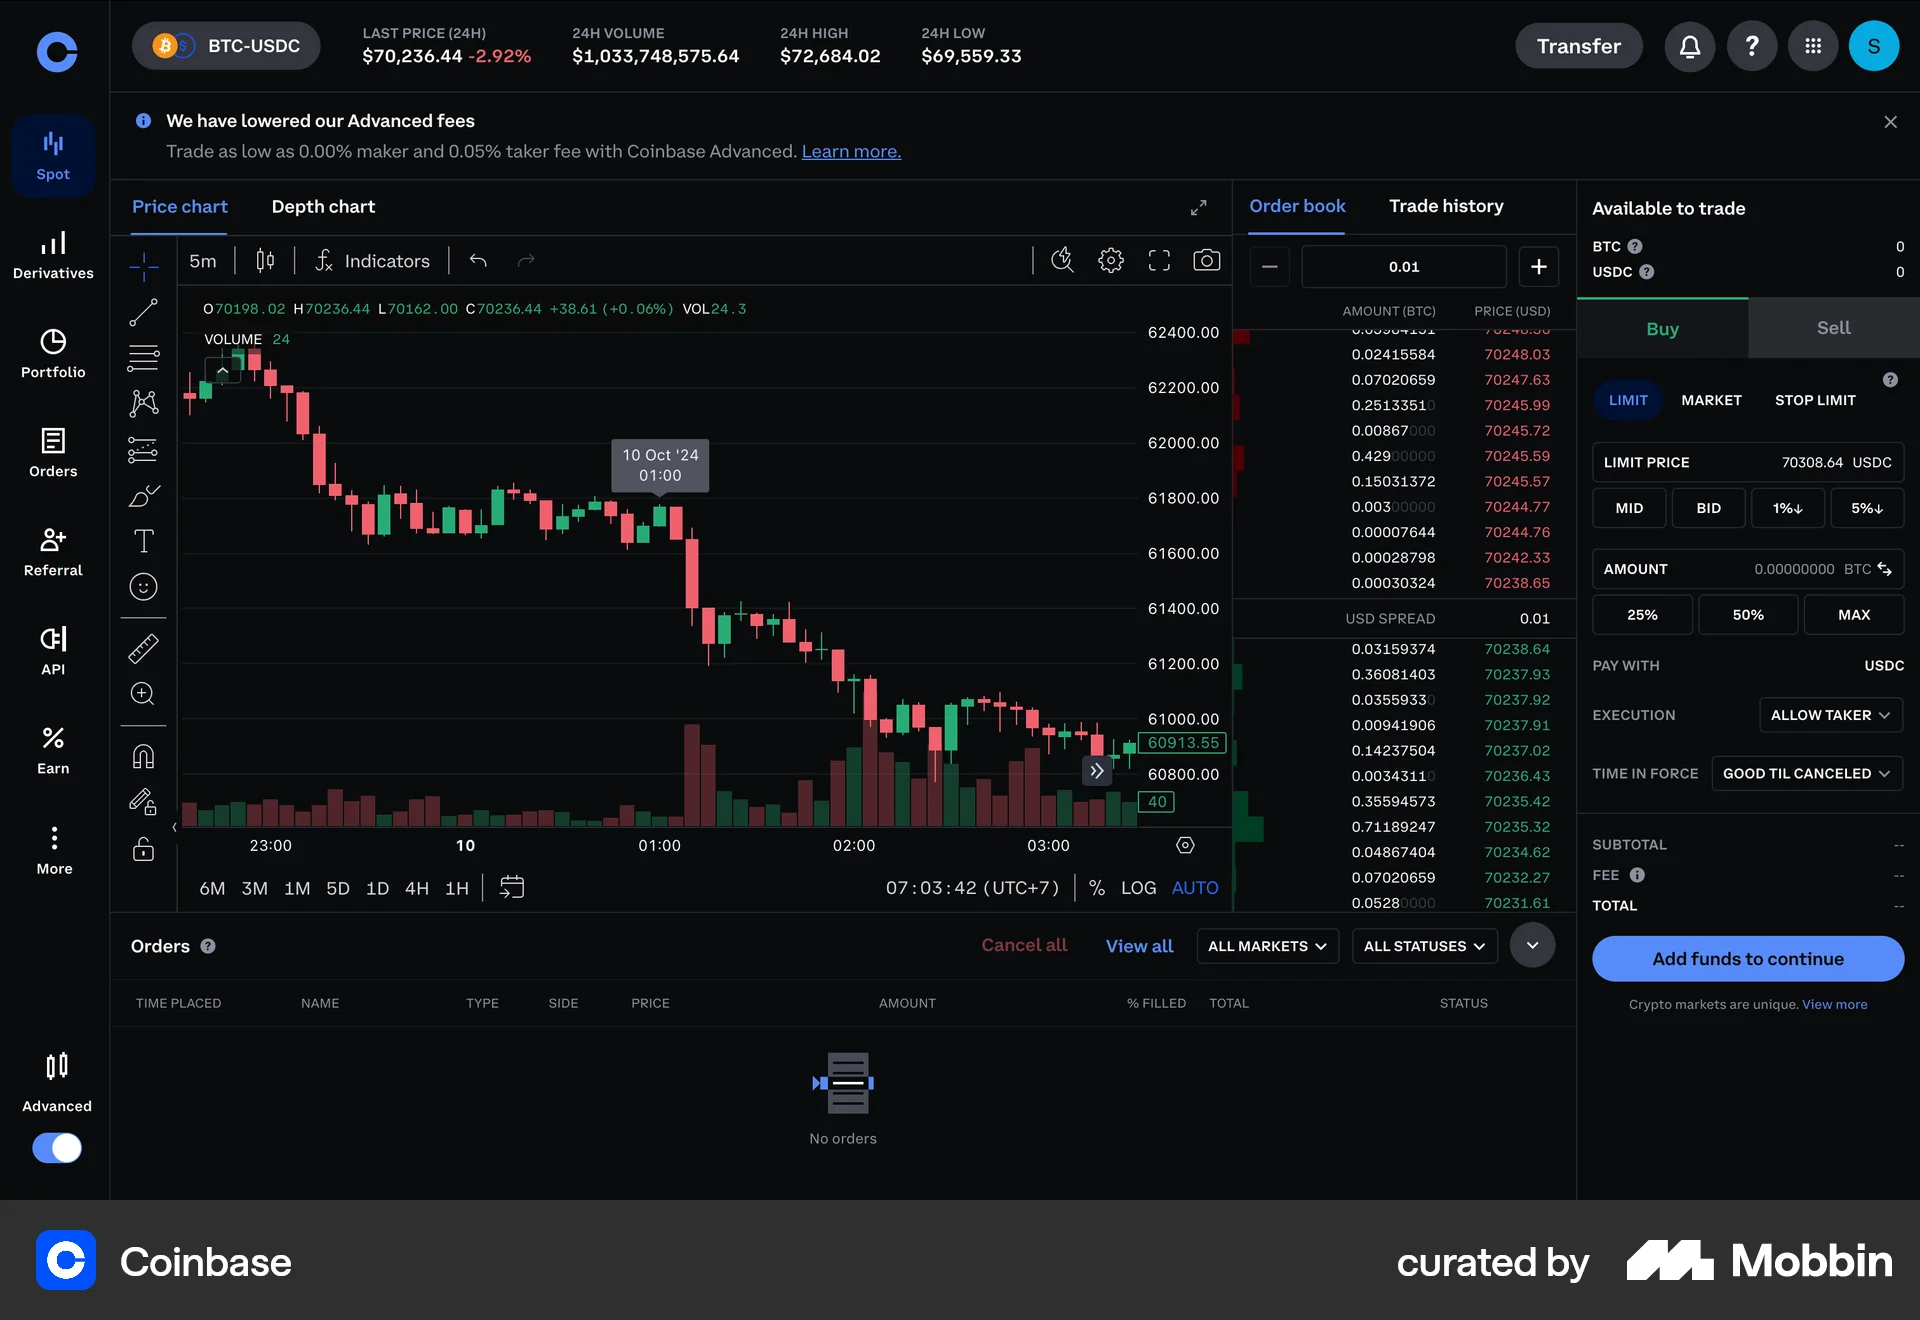 BTC-USDC
LAST PRICE (24H)
$70,236.44 -2.92%
24H VOLUME
$1,033,748,575.64
24H HIGH
$72,684.02
24H LOW
$69,559.33
Transfer
?
S
We have lowered our Advanced fees
Trade as low as 0.00% maker and 0.05% taker fee with Coinbase Advanced. Learn more.
Spot
Derivatives
Portfolio
Orders
Referral
API
Earn
More
Advanced
Price chart
Depth chart
5m
Indicators
O70198.02 H70236.44 L70162.00 C70236.44 +38.61 (+0.06%) VOL24.3
VOLUME 24
10 Oct '24
01:00
62400.00
62200.00
62000.00
61800.00
61600.00
61400.00
61200.00
61000.00
60913.55
60800.00
40
23:00
10
01:00
02:00
03:00
6M 3M 1M 5D 1D 4H 1H
07:03:42 (UTC+7)
% LOG AUTO
Order book
Trade history
0.01
AMOUNT (BTC) PRICE (USD)
0.02415584 70248.03
0.07020659 70247.63
0.25133510 70245.99
0.00867000 70245.72
0.42900000 70245.59
0.15031372 70245.57
0.00300000 70244.77
0.00007644 70244.76
0.00028798 70242.33
0.00030324 70238.65
USD SPREAD 0.01
0.03159374 70238.64
0.36081403 70237.93
0.03559330 70237.92
0.00941906 70237.91
0.14237504 70237.02
0.00343110 70236.43
0.35594573 70235.42
0.71189247 70235.32
0.04867404 70234.62
0.07020659 70232.27
0.05280000 70231.61
Available to trade
BTC ? 0
USDC ? 0
Buy
Sell
?
LIMIT
MARKET
STOP LIMIT
LIMIT PRICE 70308.64 USDC
MID
BID
1%↓
5%↓
AMOUNT 0.00000000 BTC
25%
50%
MAX
PAY WITH USDC
EXECUTION ALLOW TAKER
TIME IN FORCE GOOD TIL CANCELED
SUBTOTAL --
FEE --
TOTAL --
Add funds to continue
Crypto markets are unique. View more
Orders ?
Cancel all
View all
ALL MARKETS
ALL STATUSES
TIME PLACED NAME TYPE SIDE PRICE AMOUNT % FILLED TOTAL STATUS
No orders
Coinbase
curated by
Mobbin